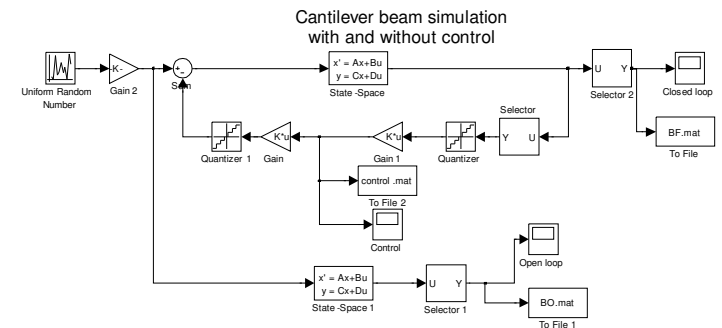 Cantilever beam simulation
with and without control
Uniform Random
Number
K-
Gain 2
Sum
x' = Ax+Bu
y = Cx+Du
State -Space
U Y
Selector 2
Closed loop
BF.mat
To File
Selector
Y U
Quantizer
K*u
Gain 1
K*u
Gain
Quantizer 1
control .mat
To File 2
Control
x' = Ax+Bu
y = Cx+Du
State -Space 1
U Y
Selector 1
Open loop
BO.mat
To File 1